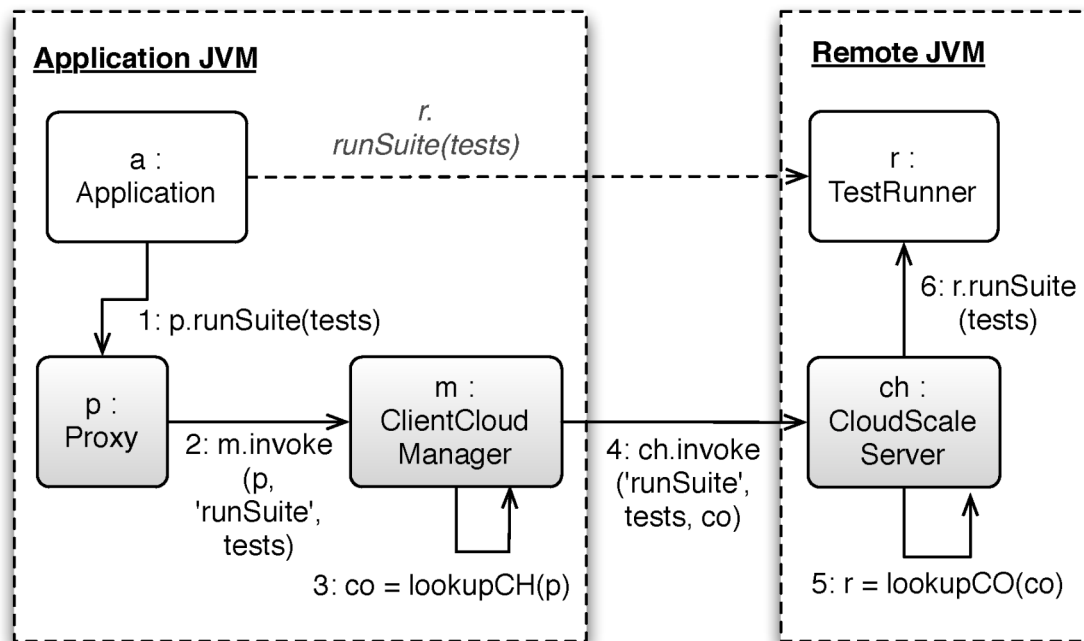 Application JVM
Remote JVM
r.
runSuite(tests)
a :
Application
r :
TestRunner
1: p.runSuite(tests)
6: r.runSuite
(tests)
p :
Proxy
m :
ClientCloud
Manager
ch :
CloudScale
Server
2: m.invoke
(p,
'runSuite',
tests)
4: ch.invoke
('runSuite',
tests, co)
3: co = lookupCH(p)
5: r = lookupCO(co)